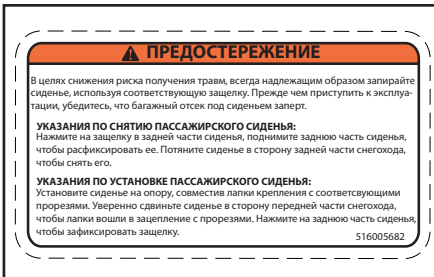 ПРЕДОСТЕРЕЖЕНИЕ
В целях снижения риска получения травм, всегда надлежащим образом запирайте
сиденье, используя соответствующую защелку. Прежде чем приступить к эксплуа-
тации, убедитесь, что багажный отсек под сиденьем заперт.
УКАЗАНИЯ ПО СНЯТИЮ ПАССАЖИРСКОГО СИДЕНЬЯ:
Нажмите на защелку в задней части сиденья, поднимите заднюю часть сиденья,
чтобы расфиксировать ее. Потяните сиденье в сторону задней части снегохода,
чтобы снять его.
УКАЗАНИЯ ПО УСТАНОВКЕ ПАССАЖИРСКОГО СИДЕНЬЯ:
Установите сиденье на опору, совместив лапки крепления с соответсвующими
прорезями. Уверенно сдвиньте сиденье в сторону передней части снегохода,
чтобы лапки вошли в зацепление с прорезями. Нажмите на заднюю часть сиденья,
чтобы зафиксировать защелку.
516005682